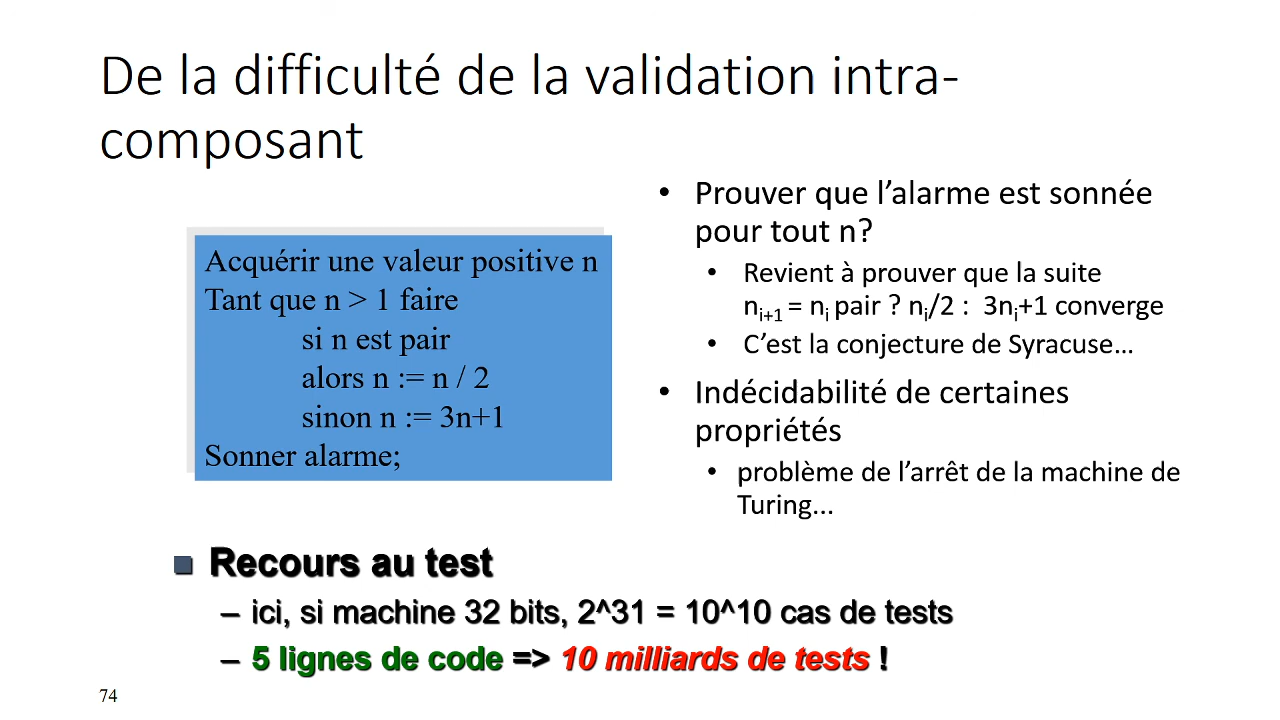 De la difficulté de la validation intra-
composant
Acquérir une valeur positive n
Tant que n > 1 faire
si n est pair
alors n := n / 2
sinon n := 3n+1
Sonner alarme;
• Prouver que l’alarme est sonnée
pour tout n?
• Revient à prouver que la suite
ni+1 = ni pair ? ni/2 : 3ni+1 converge
• C’est la conjecture de Syracuse…
• Indécidabilité de certaines
propriétés
• problème de l’arrêt de la machine de
Turing...
■ Recours au test
– ici, si machine 32 bits, 2^31 = 10^10 cas de tests
– 5 lignes de code => 10 milliards de tests !
74